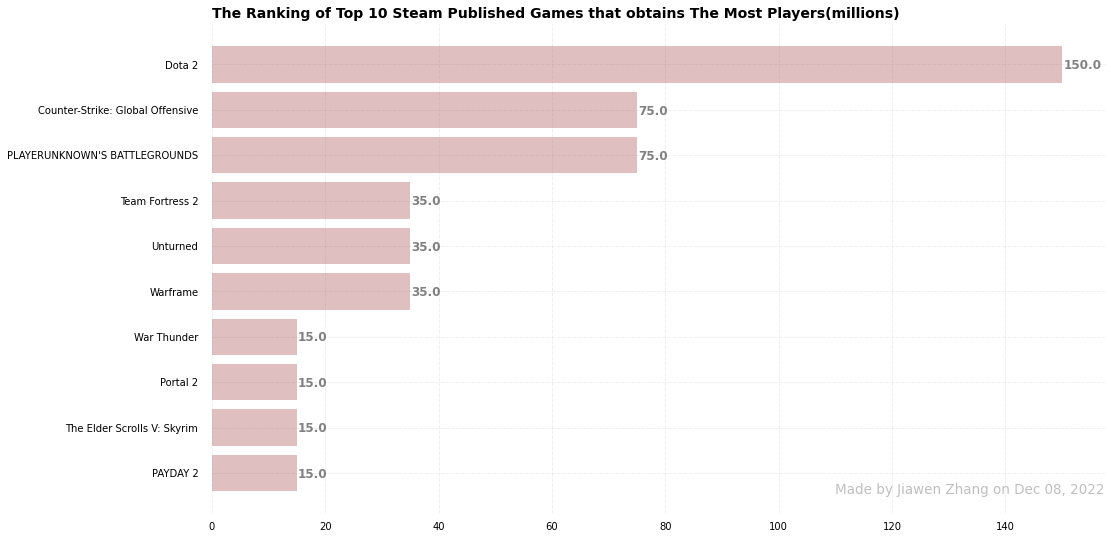 The Ranking of Top 10 Steam Published Games that obtains The Most Players(millions)
Dota 2 150.0
Counter-Strike: Global Offensive 75.0
PLAYERUNKNOWN'S BATTLEGROUNDS 75.0
Team Fortress 2 35.0
Unturned 35.0
Warframe 35.0
War Thunder 15.0
Portal 2 15.0
The Elder Scrolls V: Skyrim 15.0
PAYDAY 2 15.0
Made by Jiawen Zhang on Dec 08, 2022
0 20 40 60 80 100 120 140